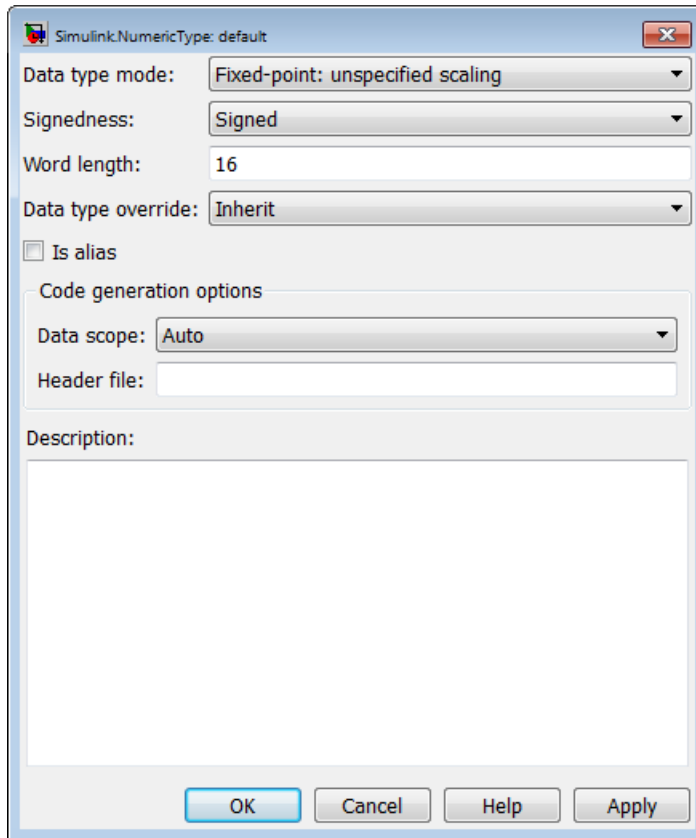 Simulink.NumericType: default
Data type mode: Fixed-point: unspecified scaling
Signedness: Signed
Word length: 16
Data type override: Inherit
Is alias
Code generation options
Data scope: Auto
Header file:
Description:
OK Cancel Help Apply